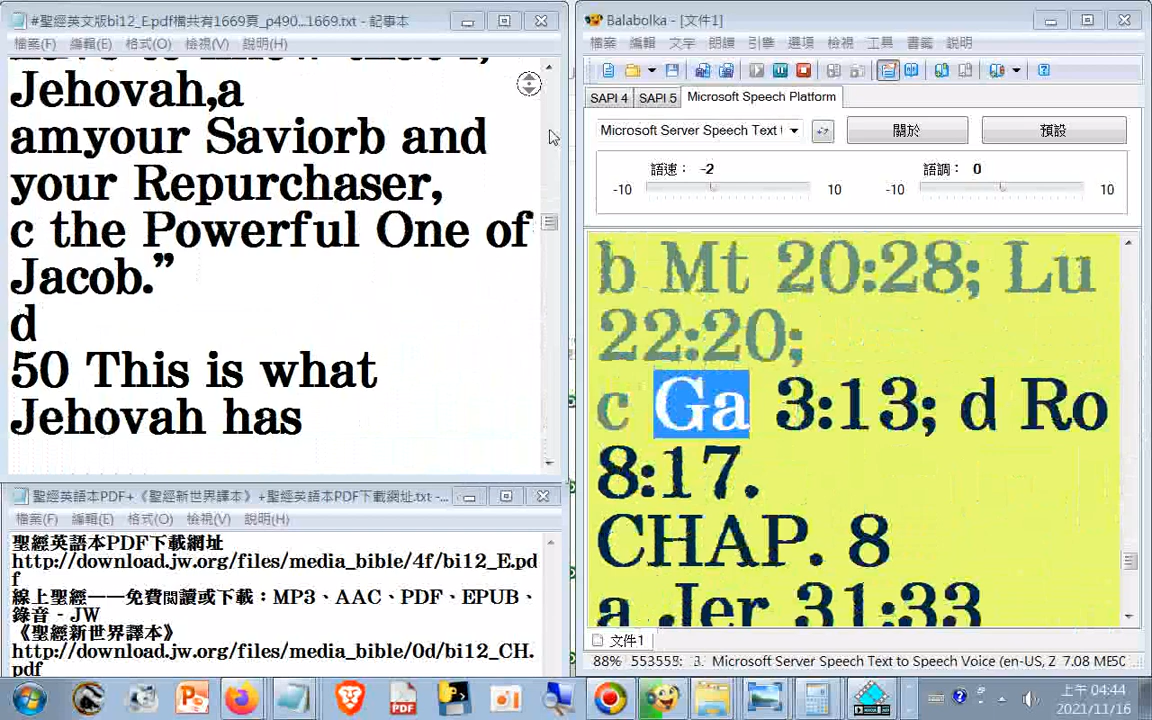 #聖經英文版bi12_E.pdf檔共有1669頁_p490...1669.txt - 記事本
檔案(F) 編輯(E) 格式(O) 檢視(V) 說明(H)
Jehovah,a
amyour Saviorb and
your Repurchaser,
c the Powerful One of
Jacob.”
d
50 This is what
Jehovah has
聖經英語本PDF+《聖經新世界譯本》+聖經英語本PDF下載網址.txt -...
檔案(F) 編輯(E) 格式(O) 檢視(V) 說明(H)
聖經英語本PDF下載網址
http://download.jw.org/files/media_bible/4f/bi12_E.pd
f
線上聖經——免費閱讀或下載：MP3、AAC、PDF、EPUB、
錄音 - JW
《聖經新世界譯本》
http://download.jw.org/files/media_bible/0d/bi12_CH.
pdf
Balabolka - [文件1]
檔案 編輯 文字 朗讀 引擎 選項 檢視 工具 書籤 說明
SAPI 4 SAPI 5 Microsoft Speech Platform
Microsoft Server Speech Text 關於 預設
語速： -2 語調： 0
-10 10 -10 10
b Mt 20:28; Lu
22:20;
c Ga 3:13; d Ro
8:17.
CHAP. 8
a Jer 31:33
文件1
88% Microsoft Server Speech Text to Speech Voice (en-US, Z 7.08 ME
PDF
上午 04:44
2021/11/16